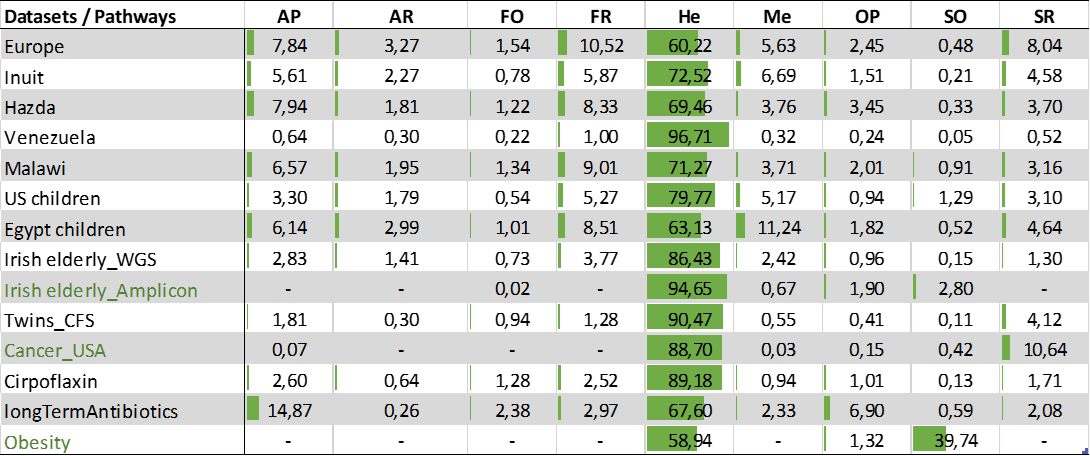 Datasets / Pathways AP AR FO FR He Me OP SO SR
Europe 7,84 3,27 1,54 10,52 60,22 5,63 2,45 0,48 8,04
Inuit 5,61 2,27 0,78 5,87 72,52 6,69 1,51 0,21 4,58
Hazda 7,94 1,81 1,22 8,33 69,46 3,76 3,45 0,33 3,70
Venezuela 0,64 0,30 0,22 1,00 96,71 0,32 0,24 0,05 0,52
Malawi 6,57 1,95 1,34 9,01 71,27 3,71 2,01 0,91 3,16
US children 3,30 1,79 0,54 5,27 79,77 5,17 0,94 1,29 3,10
Egypt children 6,14 2,99 1,01 8,51 63,13 11,24 1,82 0,52 4,64
Irish elderly_WGS 2,83 1,41 0,73 3,77 86,43 2,42 0,96 0,15 1,30
Irish elderly_Amplicon - - 0,02 - 94,65 0,67 1,90 2,80 -
Twins_CFS 1,81 0,30 0,94 1,28 90,47 0,55 0,41 0,11 4,12
Cancer_USA 0,07 - - - 88,70 0,03 0,15 0,42 10,64
Cirpoflaxin 2,60 0,64 1,28 2,52 89,18 0,94 1,01 0,13 1,71
longTermAntibiotics 14,87 0,26 2,38 2,97 67,60 2,33 6,90 0,59 2,08
Obesity - - - - 58,94 - 1,32 39,74 -